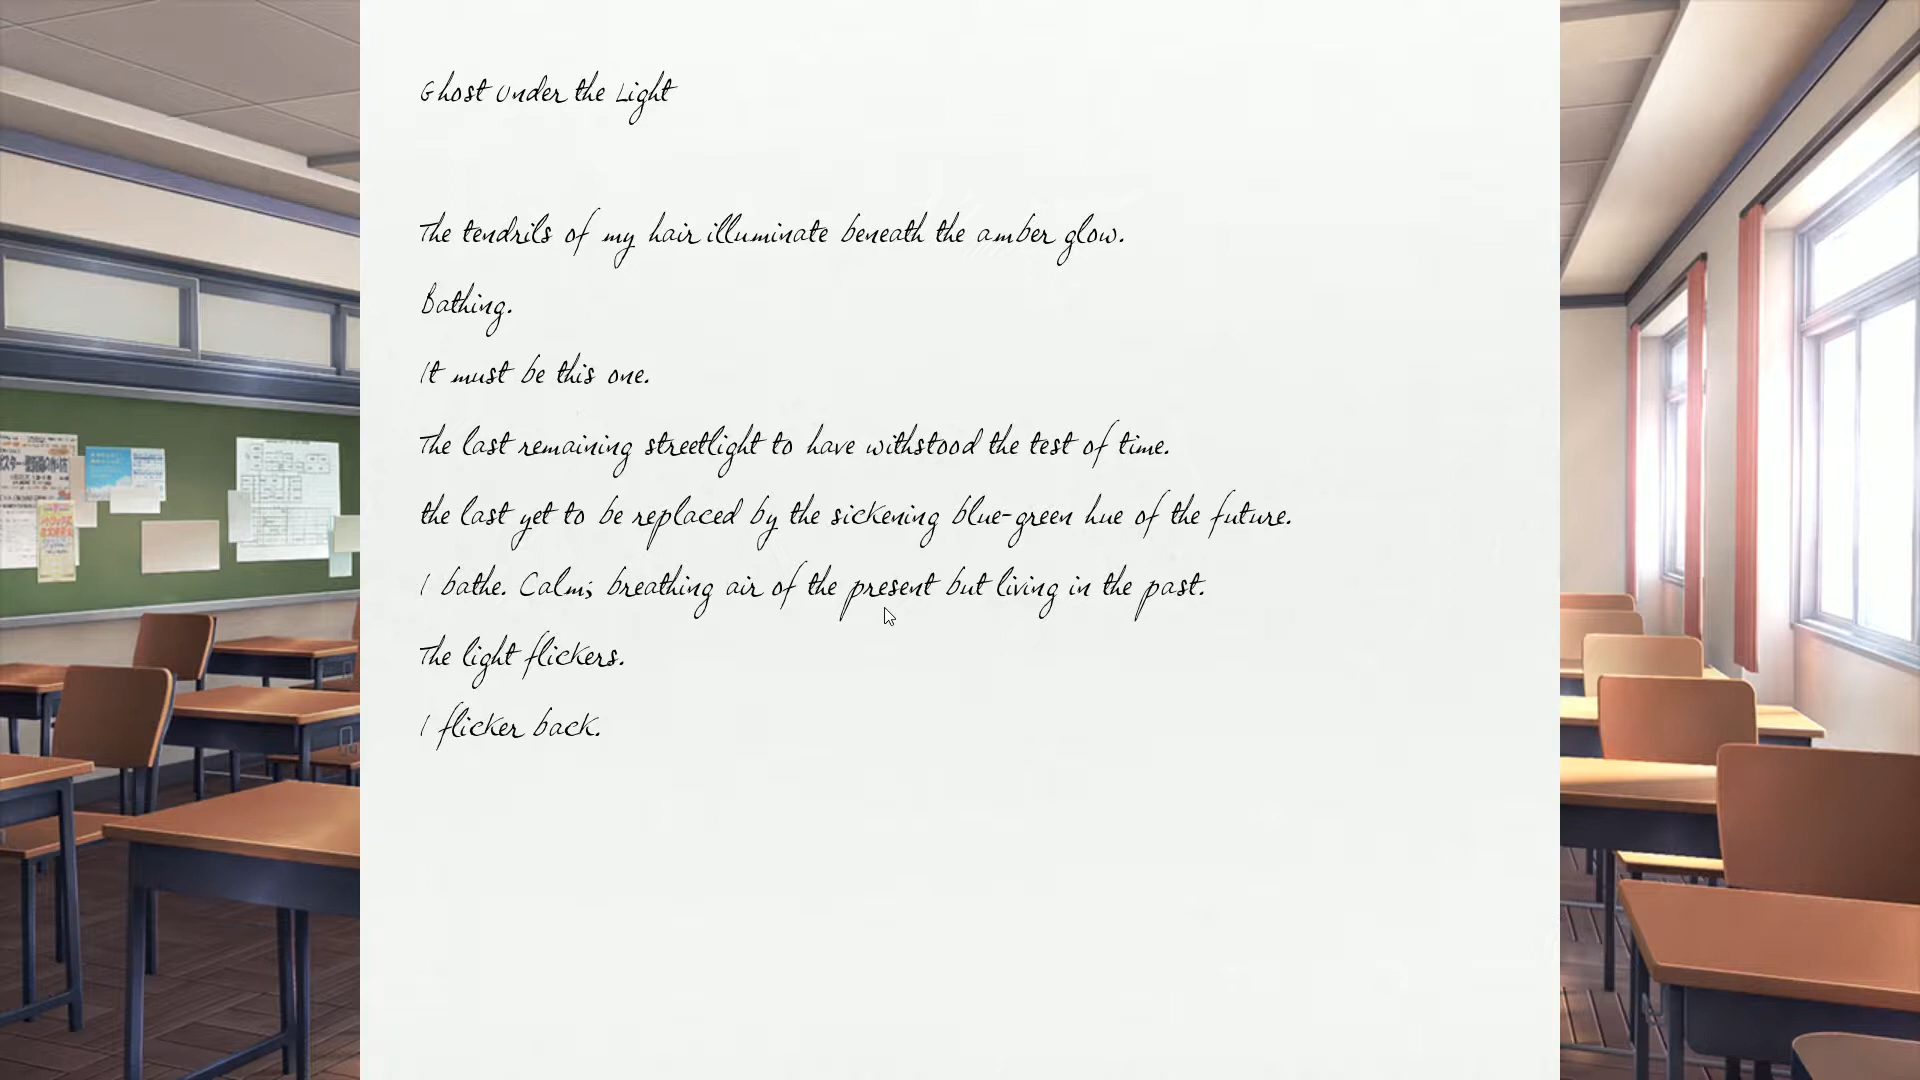 Ghost Under the Light
The tendrils of my hair illuminate beneath the amber glow.
Bathing.
It must be this one.
The last remaining streetlight to have withstood the test of time.
the last yet to be replaced by the sickening blue-green hue of the future.
I bathe. Calm; breathing air of the present but living in the past.
The light flickers.
I flicker back.